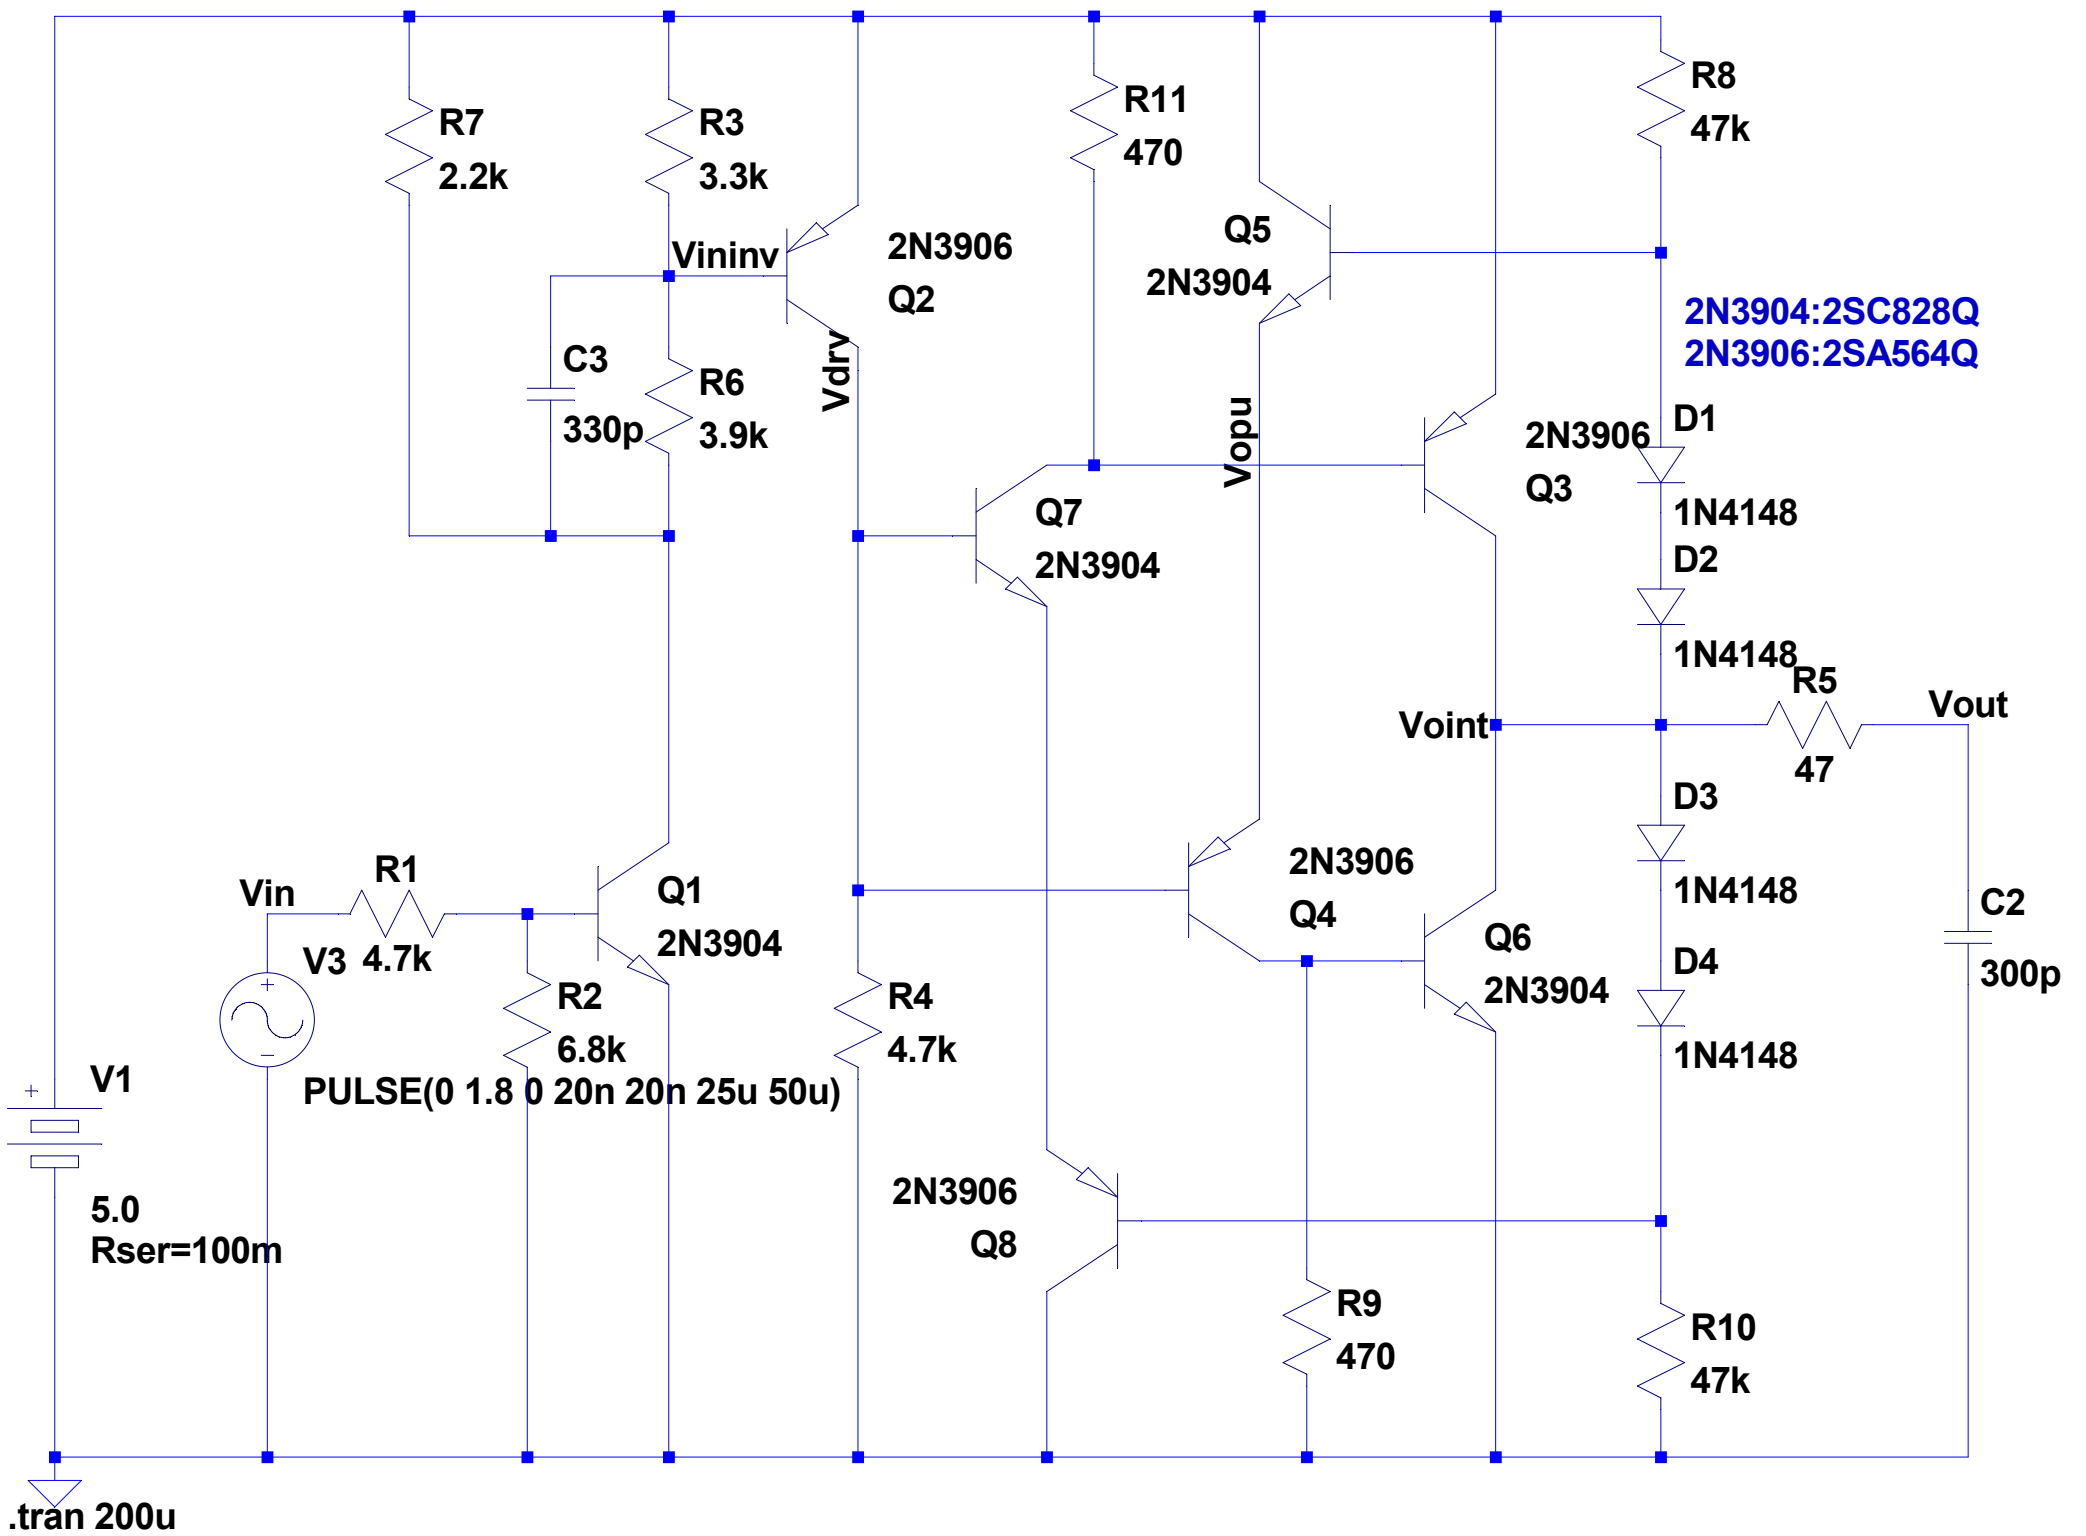 R7
2.2k
R3
3.3k
R11
470
R8
47k
Vininv
2N3906
Q2
Q5
2N3904
2N3904:2SC828Q
2N3906:2SA564Q
C3
330p
R6
3.9k
Vdrv
Vopu
2N3906
Q3
D1
1N4148
Q7
2N3904
D2
1N4148
R5
47
Voint
Vout
D3
1N4148
Vin
R1
4.7k
V3
Q1
2N3904
2N3906
Q4
Q6
2N3904
D4
1N4148
C2
300p
R2
6.8k
R4
4.7k
PULSE(0 1.8 0 20n 20n 25u 50u)
V1
5.0
Rser=100m
2N3906
Q8
R9
470
R10
47k
.tran 200u